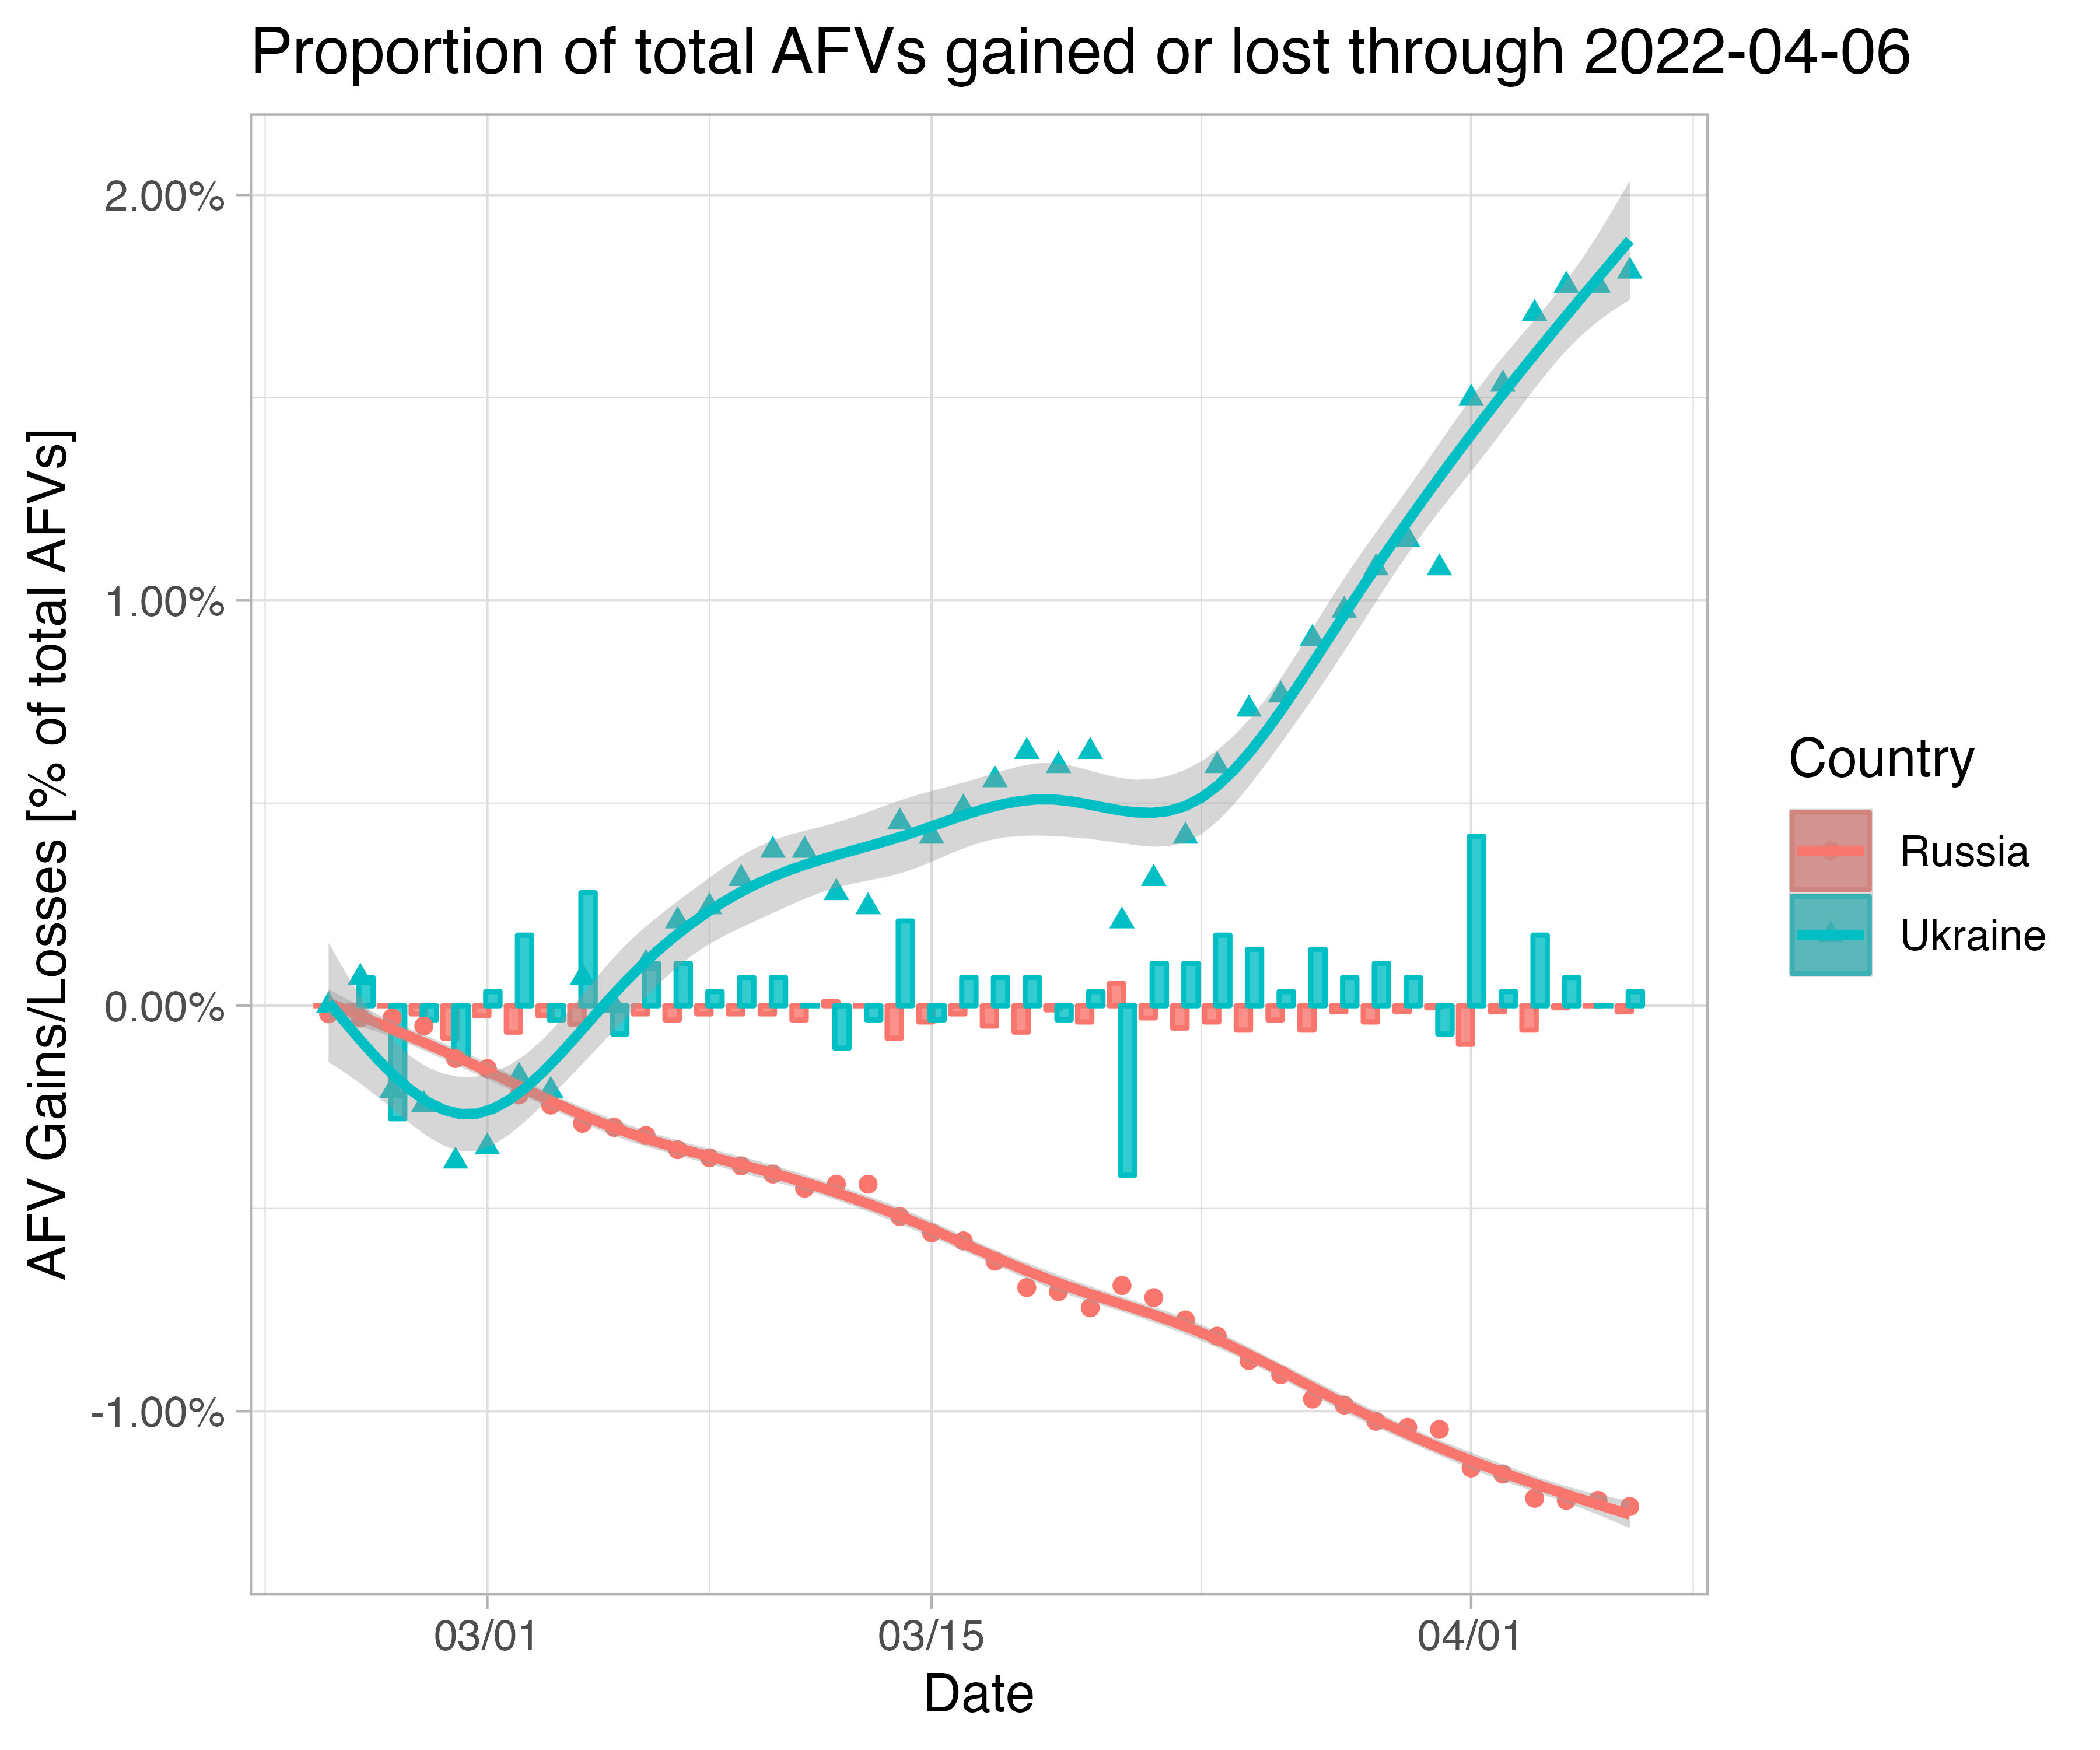 Proportion of total AFVs gained or lost through 2022-04-06
AFV Gains/Losses [% of total AFVs]
2.00%
1.00%
0.00%
-1.00%
03/01
03/15
04/01
Date
Country
Russia
Ukraine